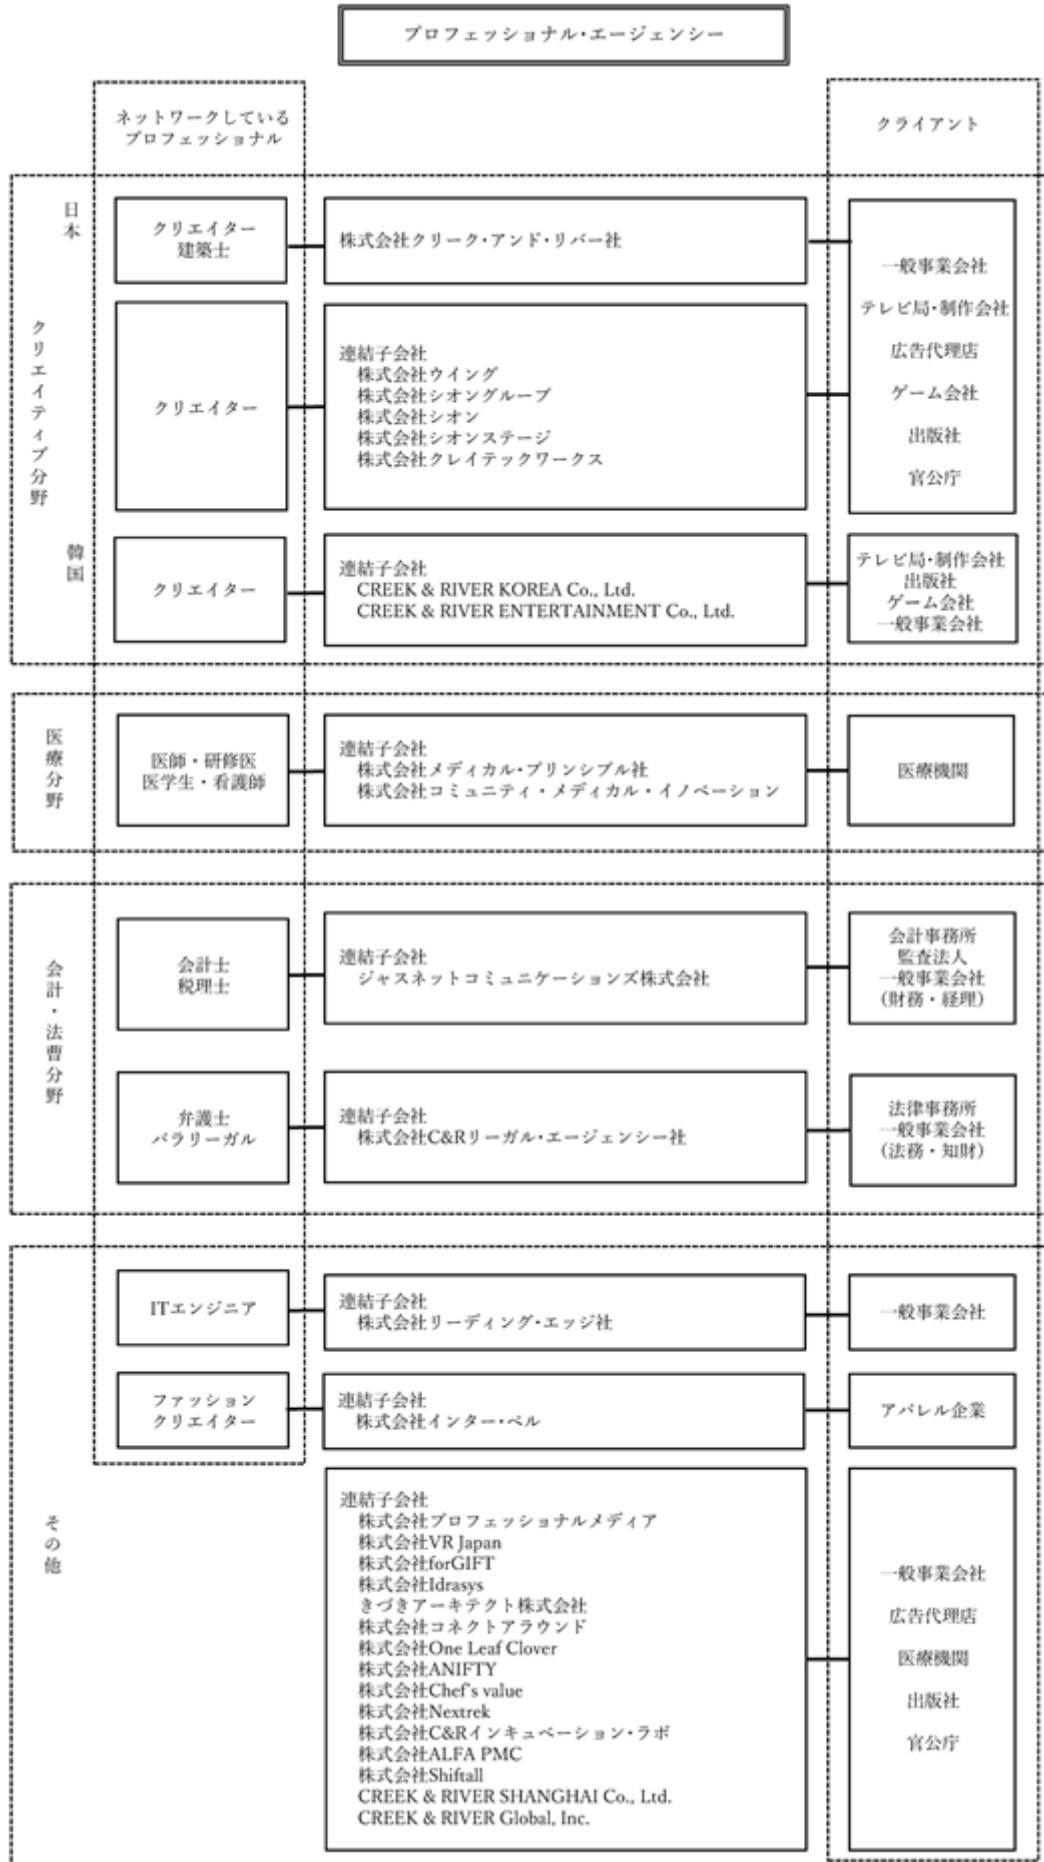 プロフェッショナル・エージェンシー
ネットワークしている
プロフェッショナル
クライアント
クリエイティブ分野
日本
クリエイター
建築士
株式会社クリーク・アンド・リバー社
クリエイター
連結子会社
株式会社ウイング
株式会社シオングループ
株式会社シオン
株式会社シオンステージ
株式会社クレイテックワークス
一般事業会社
テレビ局・制作会社
広告代理店
ゲーム会社
出版社
官公庁
韓国
クリエイター
連結子会社
CREEK & RIVER KOREA Co., Ltd.
CREEK & RIVER ENTERTAINMENT Co., Ltd.
テレビ局・制作会社
出版社
ゲーム会社
一般事業会社
医療分野
医師・研修医
医学生・看護師
連結子会社
株式会社メディカル・プリンシプル社
株式会社コミュニティ・メディカル・イノベーション
医療機関
会計・法曹分野
会計士
税理士
連結子会社
ジャスネットコミュニケーションズ株式会社
会計事務所
監査法人
一般事業会社
(財務・経理)
弁護士
パラリーガル
連結子会社
株式会社C&Rリーガル・エージェンシー社
法律事務所
一般事業会社
(法務・知財)
その他
ITエンジニア
連結子会社
株式会社リーディング・エッジ社
一般事業会社
ファッション
クリエイター
連結子会社
株式会社インター・ベル
アパレル企業
連結子会社
株式会社プロフェッショナルメディア
株式会社VR Japan
株式会社forGIFT
株式会社Idrasys
きづきアーキテクト株式会社
株式会社コネクトアラウンド
株式会社One Leaf Clover
株式会社ANIFTY
株式会社Chef's value
株式会社Nextrek
株式会社C&Rインキュベーション・ラボ
株式会社ALFA PMC
株式会社Shiftall
CREEK & RIVER SHANGHAI Co., Ltd.
CREEK & RIVER Global, Inc.
一般事業会社
広告代理店
医療機関
出版社
官公庁